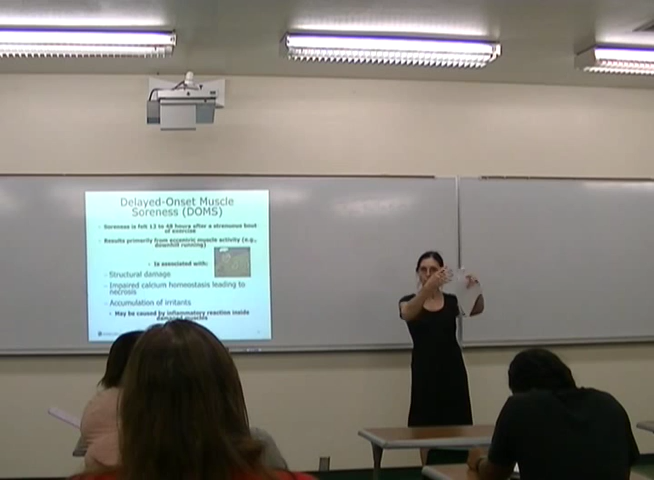 Delayed-Onset Muscle
Soreness (DOMS)
Soreness is felt 12 to 48 hours after a strenuous bout
of exercise
Results primarily from eccentric muscle activity (e.g.,
downhill running)
Is associated with:
Structural damage
Impaired calcium homeostasis leading to
necrosis
Accumulation of irritants
May be caused by inflammatory reaction inside
damaged muscles